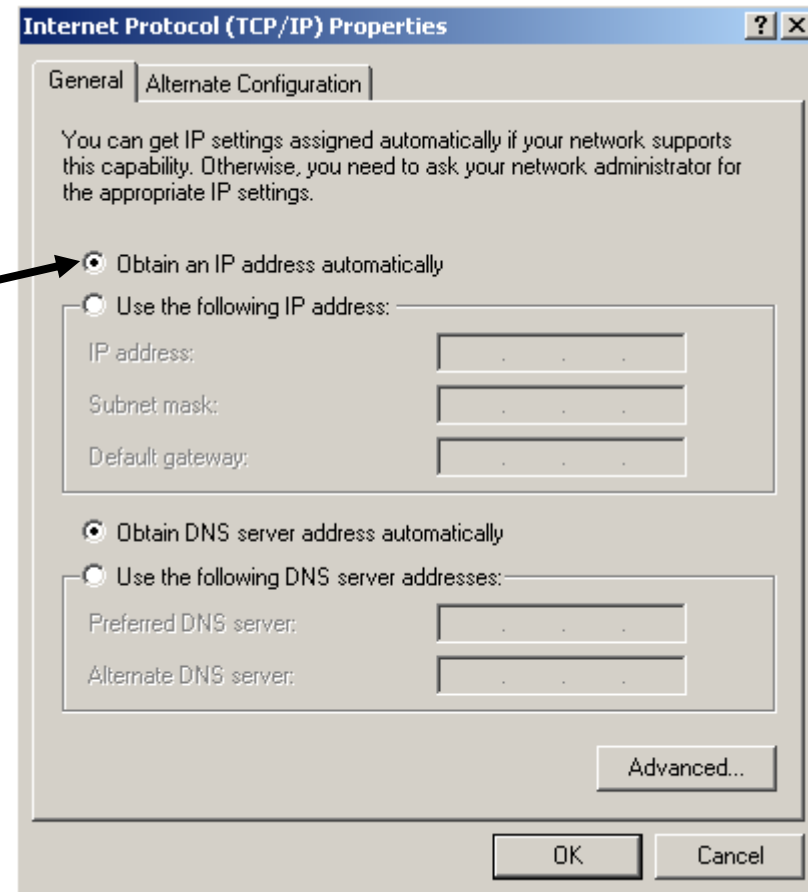 Internet Protocol (TCP/IP) Properties
General
Alternate Configuration
You can get IP settings assigned automatically if your network supports
this capability. Otherwise, you need to ask your network administrator for
the appropriate IP settings.
Obtain an IP address automatically
Use the following IP address:
IP address:
Subnet mask:
Default gateway:
Obtain DNS server address automatically
Use the following DNS server addresses:
Preferred DNS server:
Alternate DNS server:
Advanced...
OK
Cancel